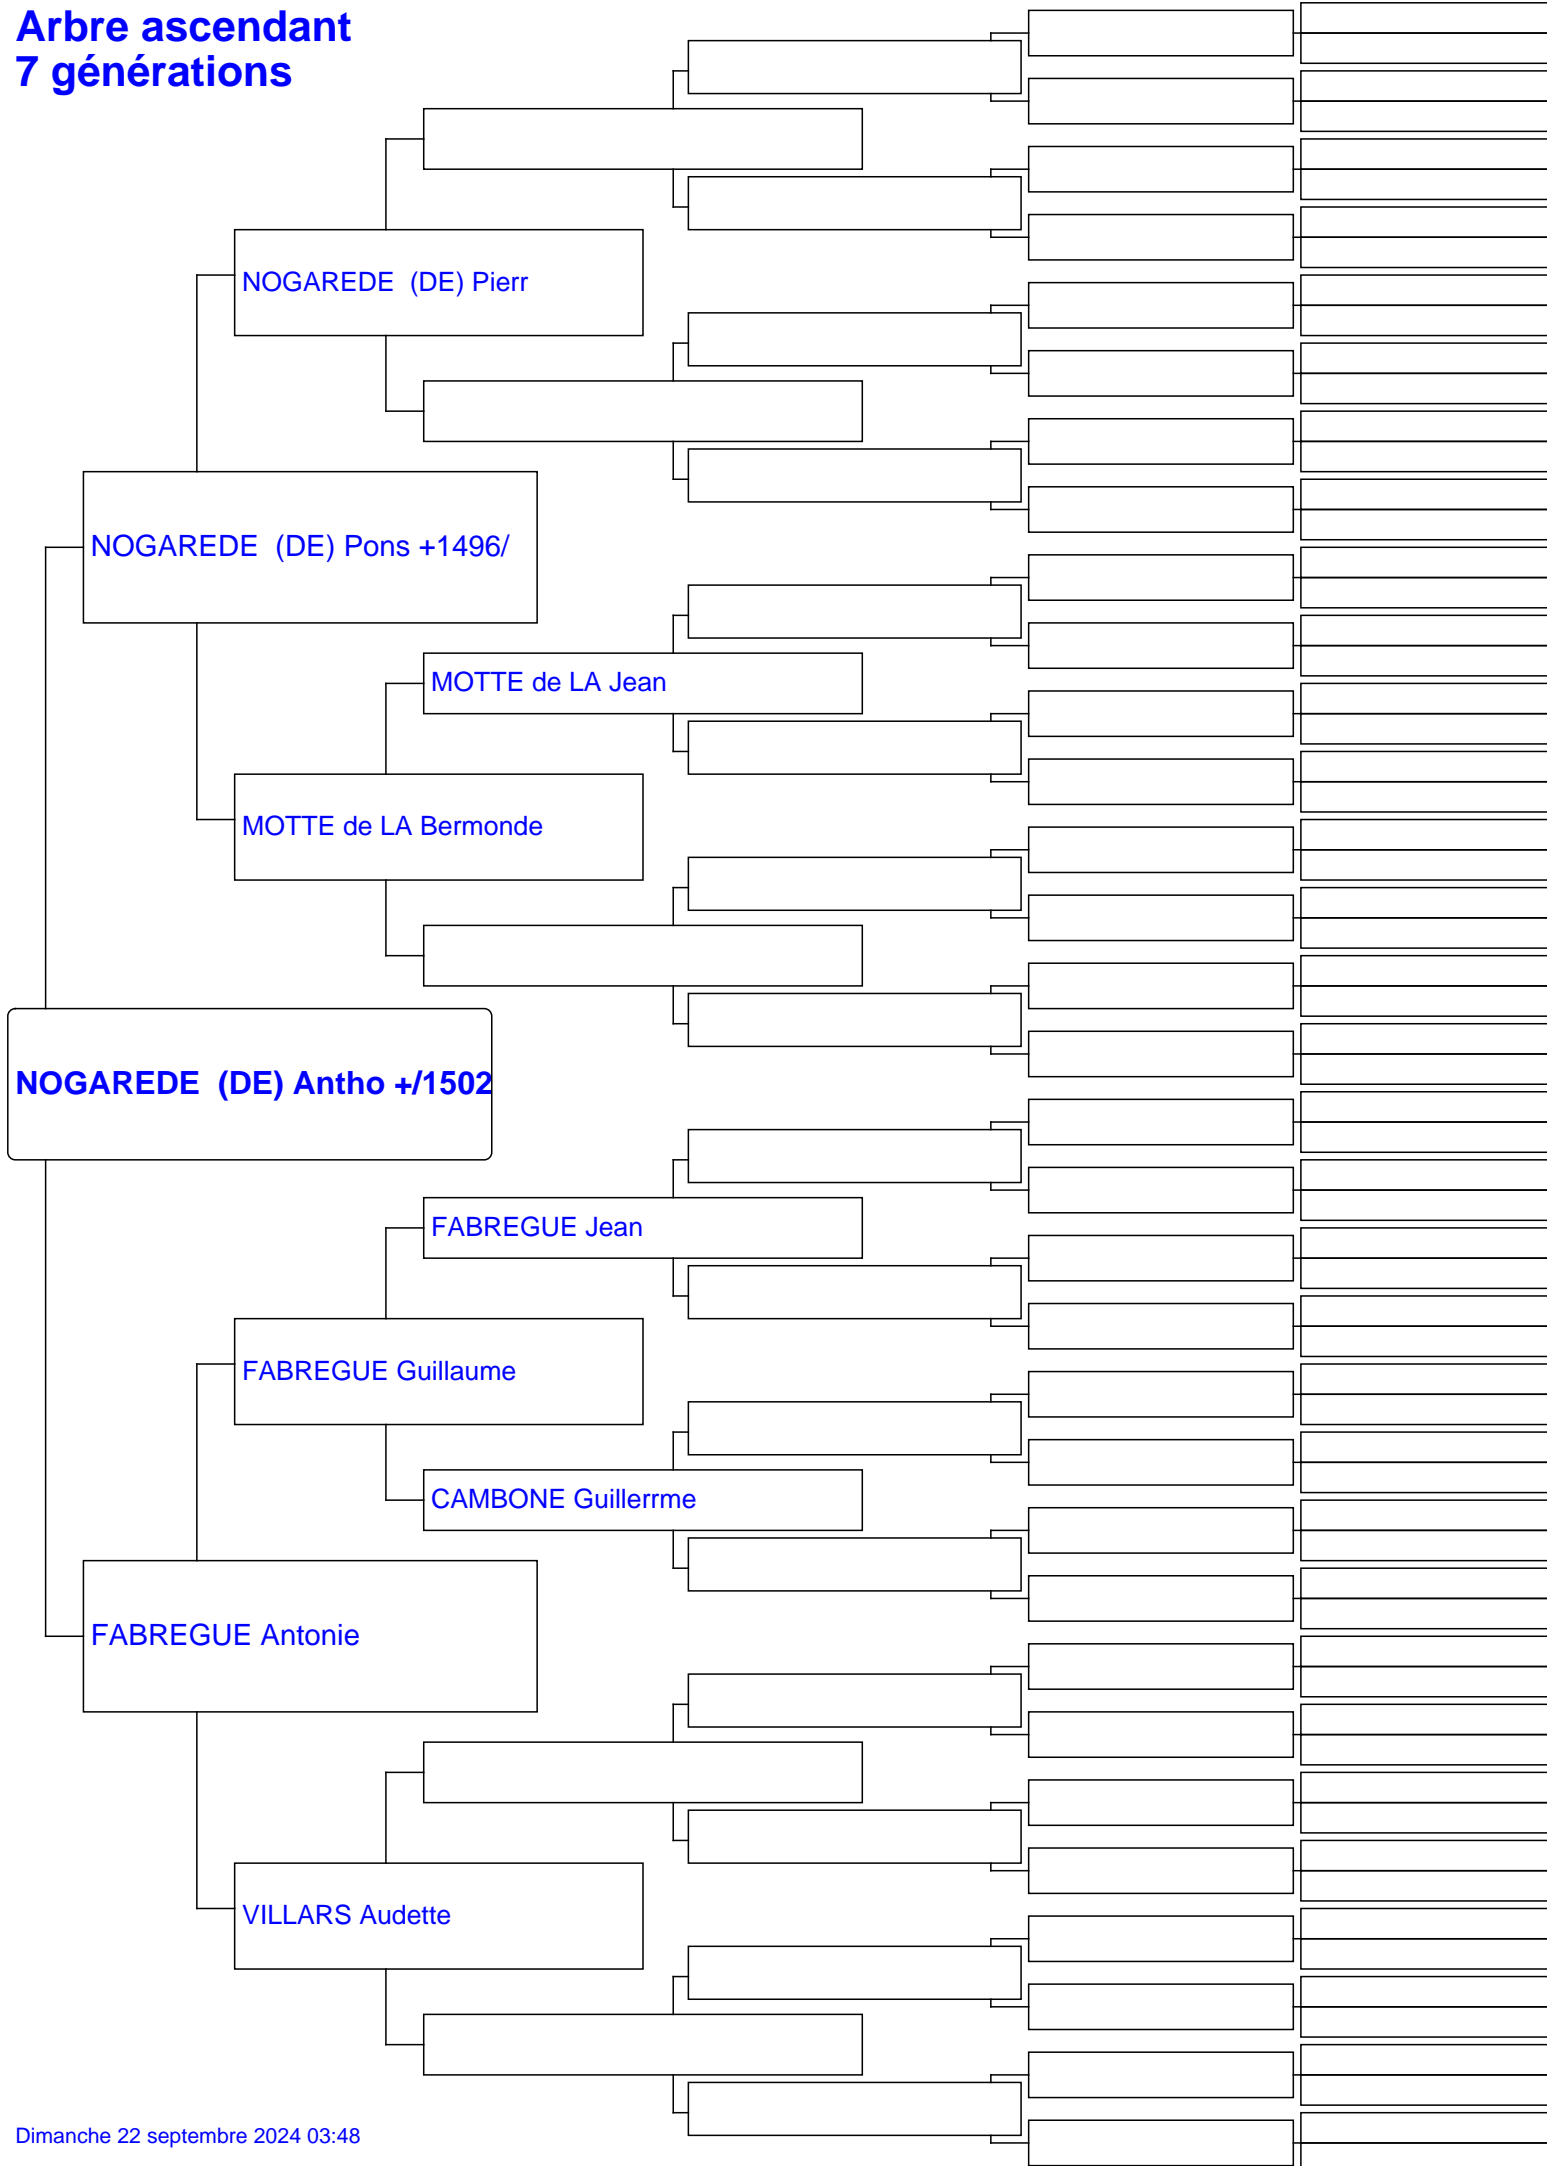 Arbre ascendant
7 générations
NOGAREDE  (DE) Pierr
NOGAREDE  (DE) Pons +1496/
MOTTE de LA Jean
MOTTE de LA Bermonde
NOGAREDE  (DE) Antho +/1502
FABREGUE Jean
FABREGUE Guillaume
CAMBONE Guillerrme
FABREGUE Antonie
VILLARS Audette
Dimanche 22 septembre 2024 03:48